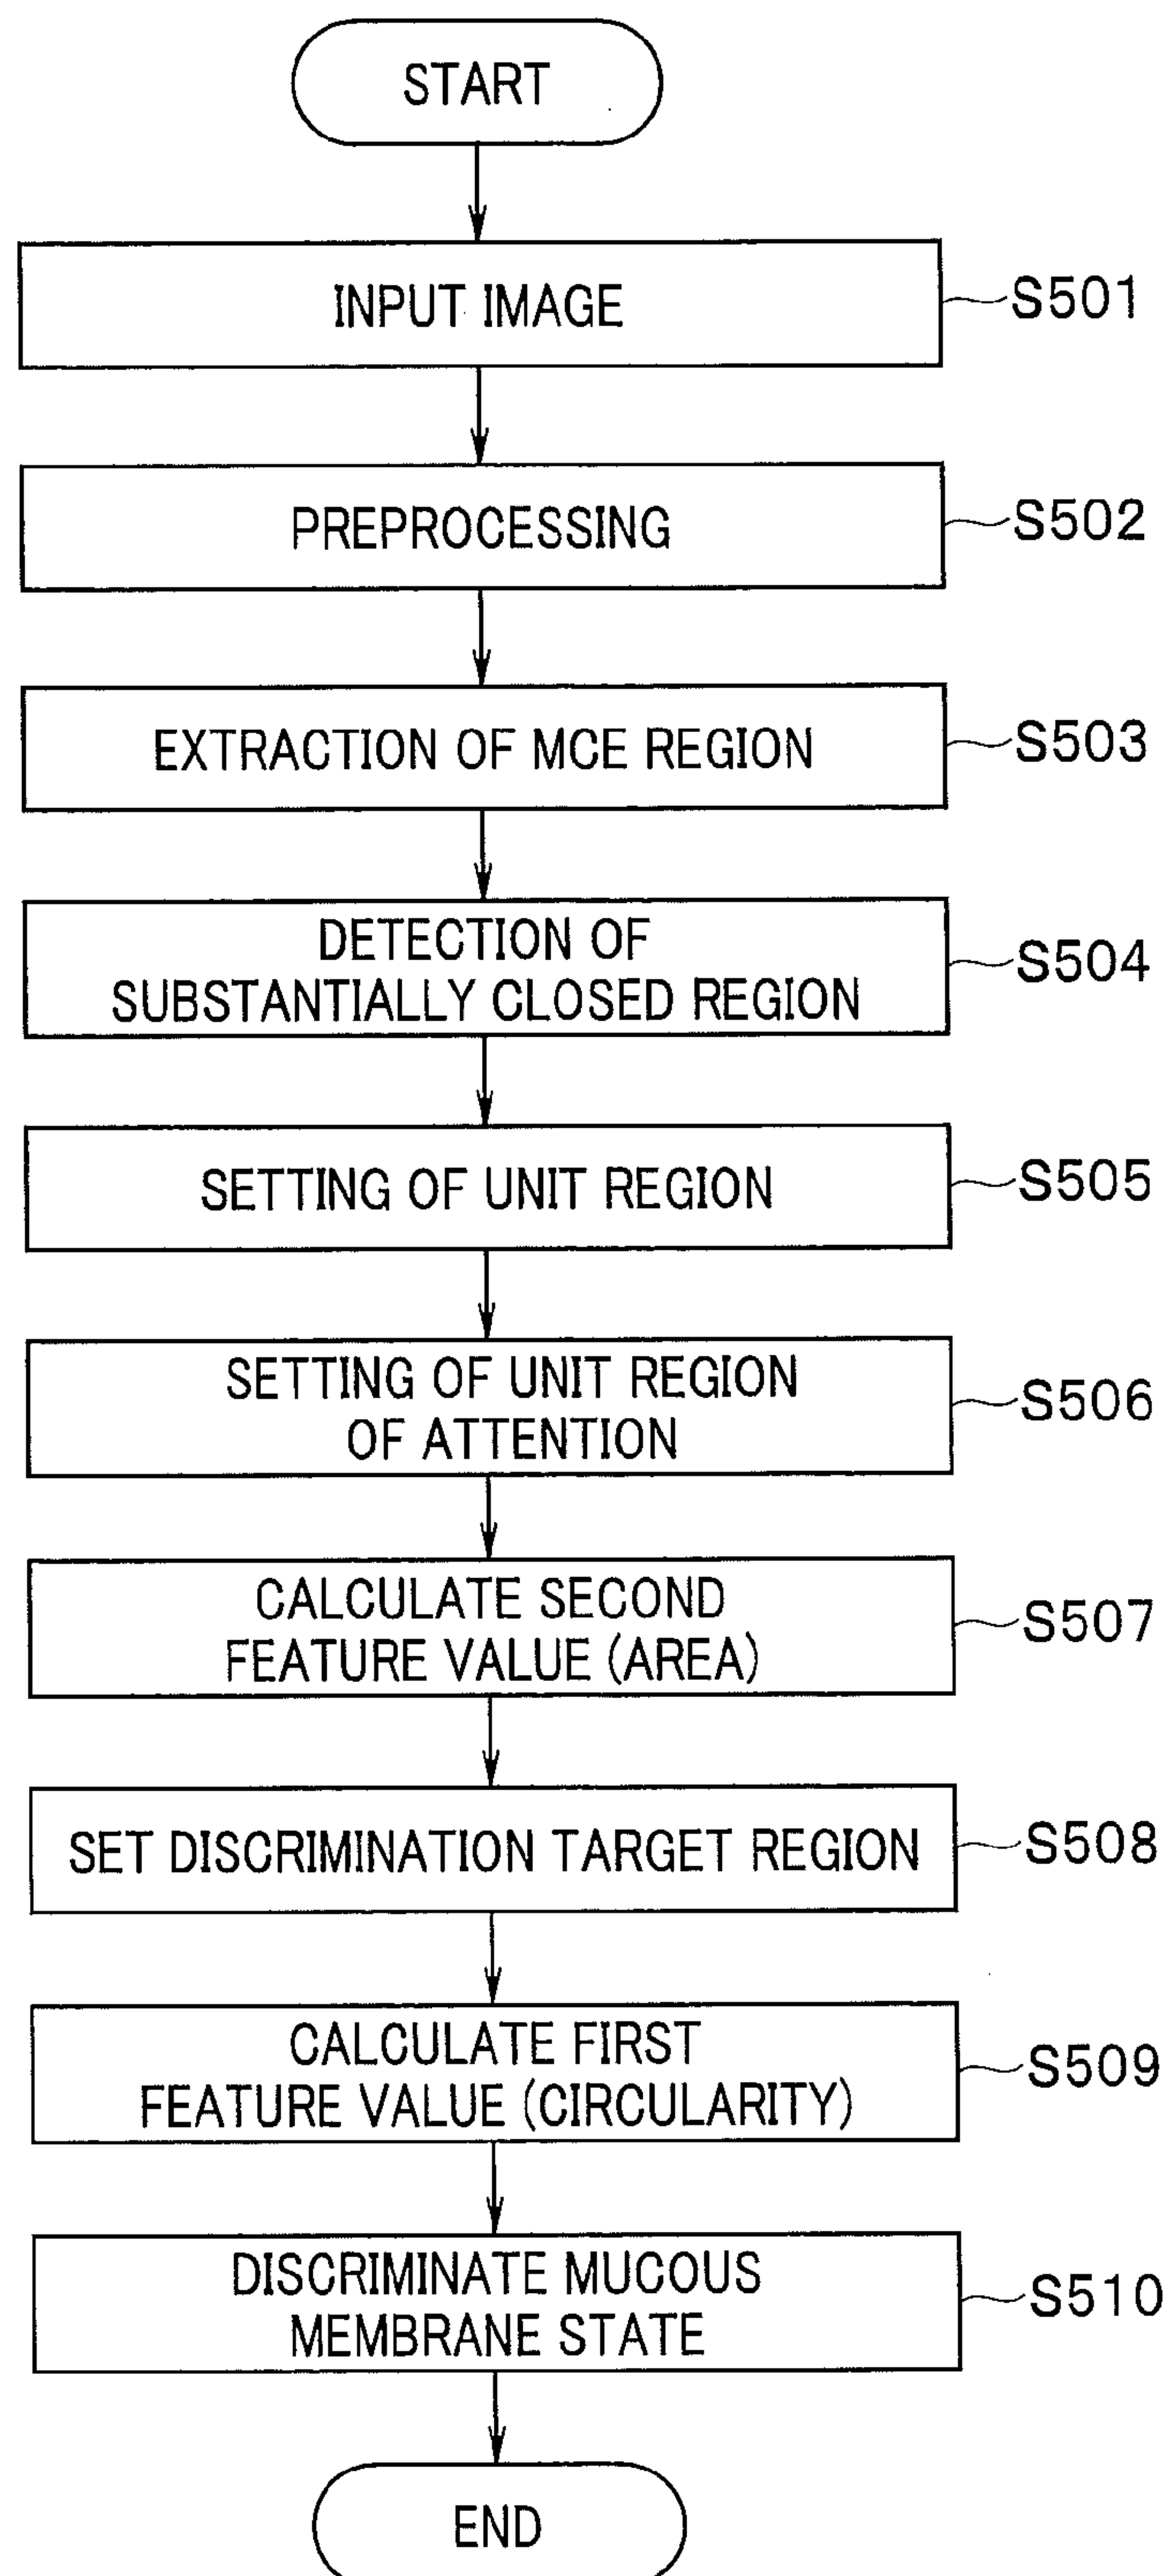 START
INPUT IMAGE
S501
PREPROCESSING
S502
EXTRACTION OF MCE REGION
S503
DETECTION OF
SUBSTANTIALLY CLOSED REGION
S504
SETTING OF UNIT REGION
S505
SETTING OF UNIT REGION
OF ATTENTION
S506
CALCULATE SECOND
FEATURE VALUE (AREA)
S507
SET DISCRIMINATION TARGET REGION
S508
CALCULATE FIRST
FEATURE VALUE (CIRCULARITY)
S509
DISCRIMINATE MUCOUS
MEMBRANE STATE
S510
END